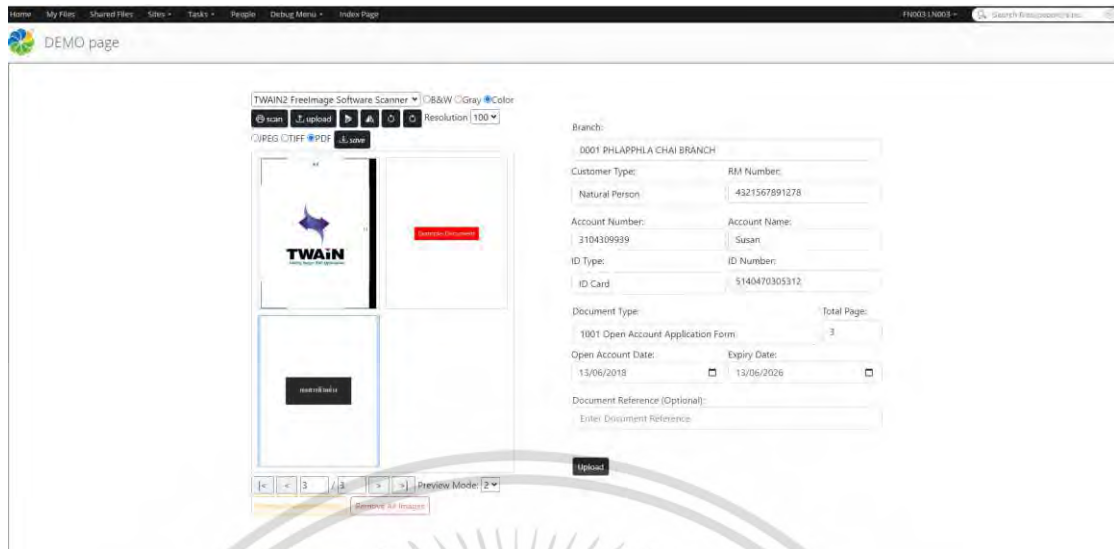 Home My Files Shared Files Sites Tasks People Debug Menu Index Page FN003 LN003
DEMO page
TWAIN2 FreeImage Software Scanner B&W Gray Color
scan upload Resolution 100
JPEG TIFF PDF save
TWAIN
3 / 3 Preview Mode: 2
Remove All Images
Branch:
0001 PHLAPPHLA CHAI BRANCH
Customer Type: RM Number:
Natural Person 4321567891278
Account Number: Account Name:
3104309939 Susan
ID Type: ID Number:
ID Card 5140470305312
Document Type: Total Page:
1001 Open Account Application Form 3
Open Account Date: Expiry Date:
13/06/2018 13/06/2026
Document Reference (Optional):
Enter Document Reference
Upload